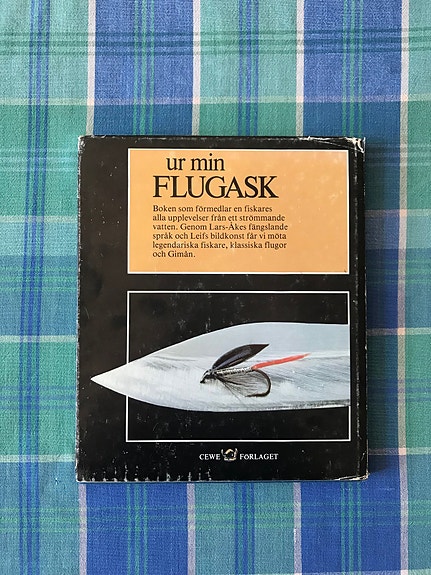 ur min
FLUGASK
Boken som förmedlar en fiskares
alla upplevelser från ett strömmande
vatten. Genom Lars-Åkes fängslande
språk och Leifs bildkonst får vi möta
legendariska fiskare, klassiska flugor
och Gimån.
CEWE FÖRLAGET